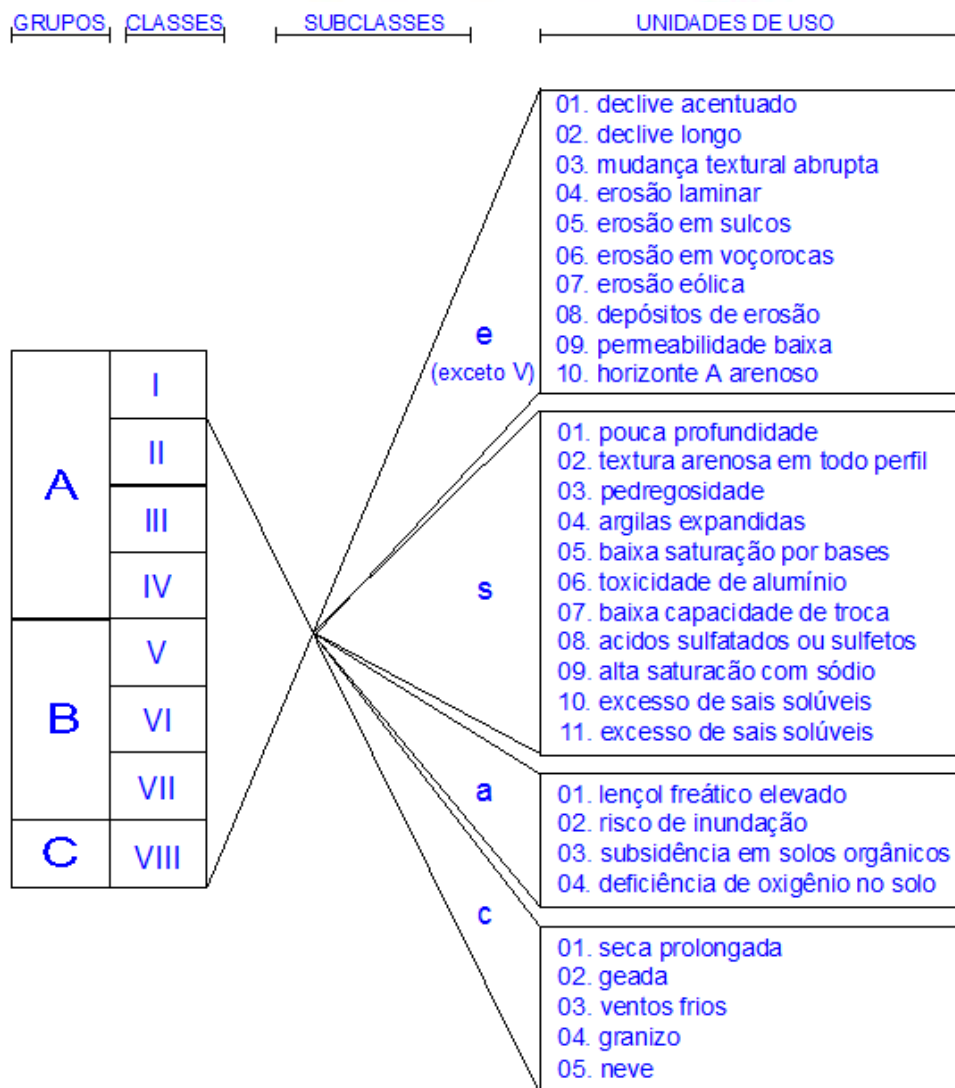 GRUPOS CLASSES SUBCLASSES UNIDADES DE USO
A
I
II
III
IV
B
V
VI
VII
C
VIII
e
(exceto V)
01. declive acentuado
02. declive longo
03. mudança textural abrupta
04. erosão laminar
05. erosão em sulcos
06. erosão em voçorocas
07. erosão eólica
08. depósitos de erosão
09. permeabilidade baixa
10. horizonte A arenoso
s
01. pouca profundidade
02. textura arenosa em todo perfil
03. pedregosidade
04. argilas expandidas
05. baixa saturação por bases
06. toxicidade de alumínio
07. baixa capacidade de troca
08. acidos sulfatados ou sulfetos
09. alta saturacão com sódio
10. excesso de sais solúveis
11. excesso de sais solúveis
a
01. lençol freático elevado
02. risco de inundação
03. subsidência em solos orgânicos
04. deficiência de oxigênio no solo
c
01. seca prolongada
02. geada
03. ventos frios
04. granizo
05. neve